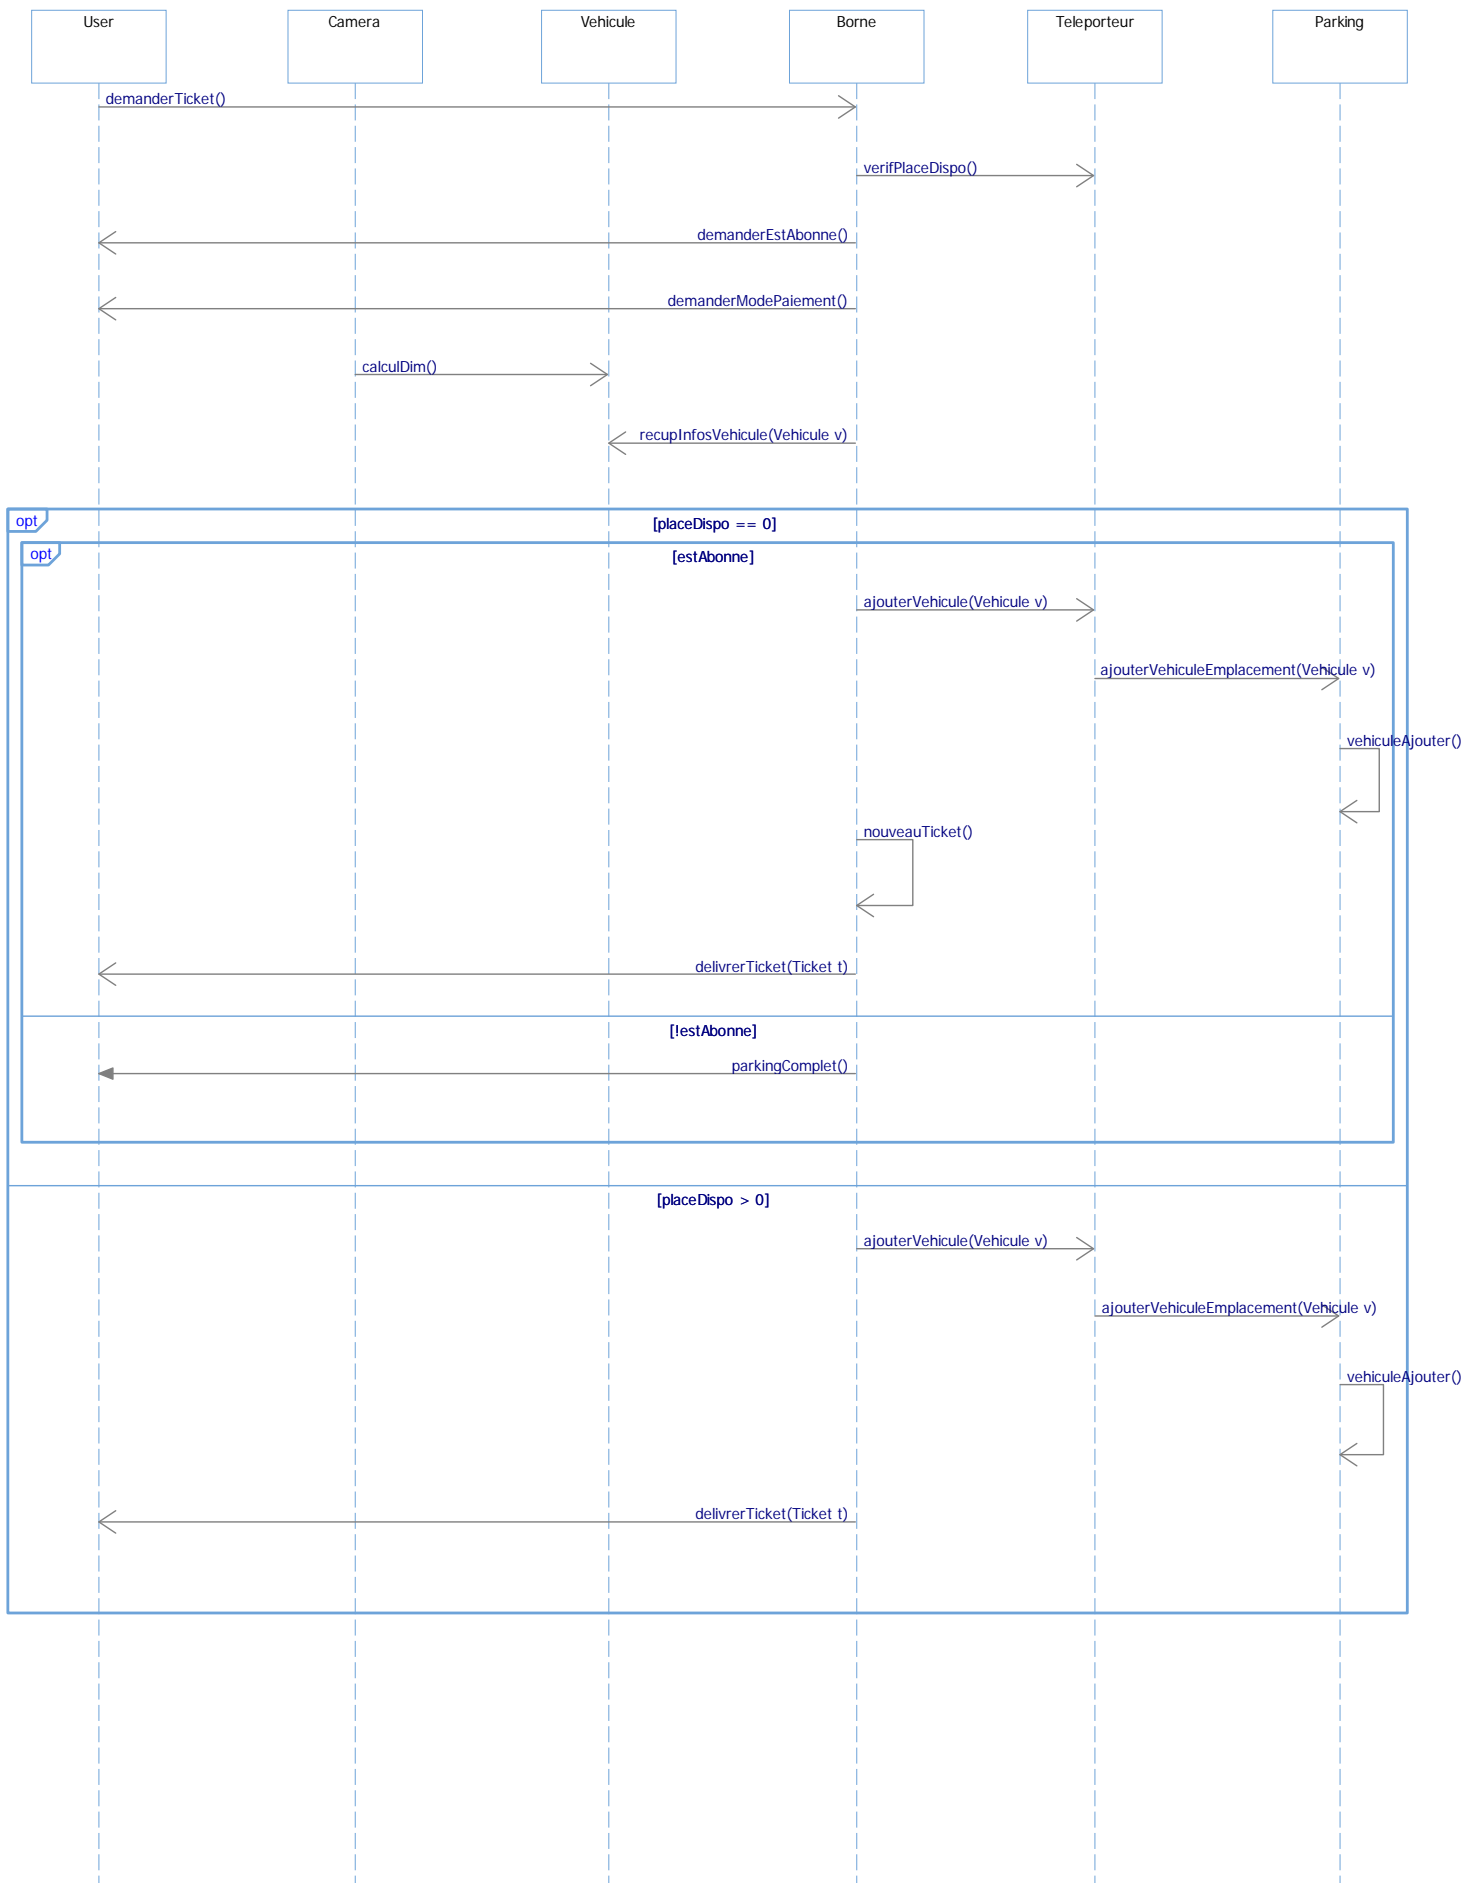 User
Camera
Vehicule
Borne
Teleporteur
Parking
demanderTicket()
verifPlaceDispo()
demanderEstAbonne()
demanderModePaiement()
calculDim()
recupInfosVehicule(Vehicule v)
opt
[placeDispo == 0]
opt
[estAbonne]
ajouterVehicule(Vehicule v)
ajouterVehiculeEmplacement(Vehicule v)
vehiculeAjouter()
nouveauTicket()
delivrerTicket(Ticket t)
[!estAbonne]
parkingComplet()
[placeDispo > 0]
ajouterVehicule(Vehicule v)
ajouterVehiculeEmplacement(Vehicule v)
vehiculeAjouter()
delivrerTicket(Ticket t)